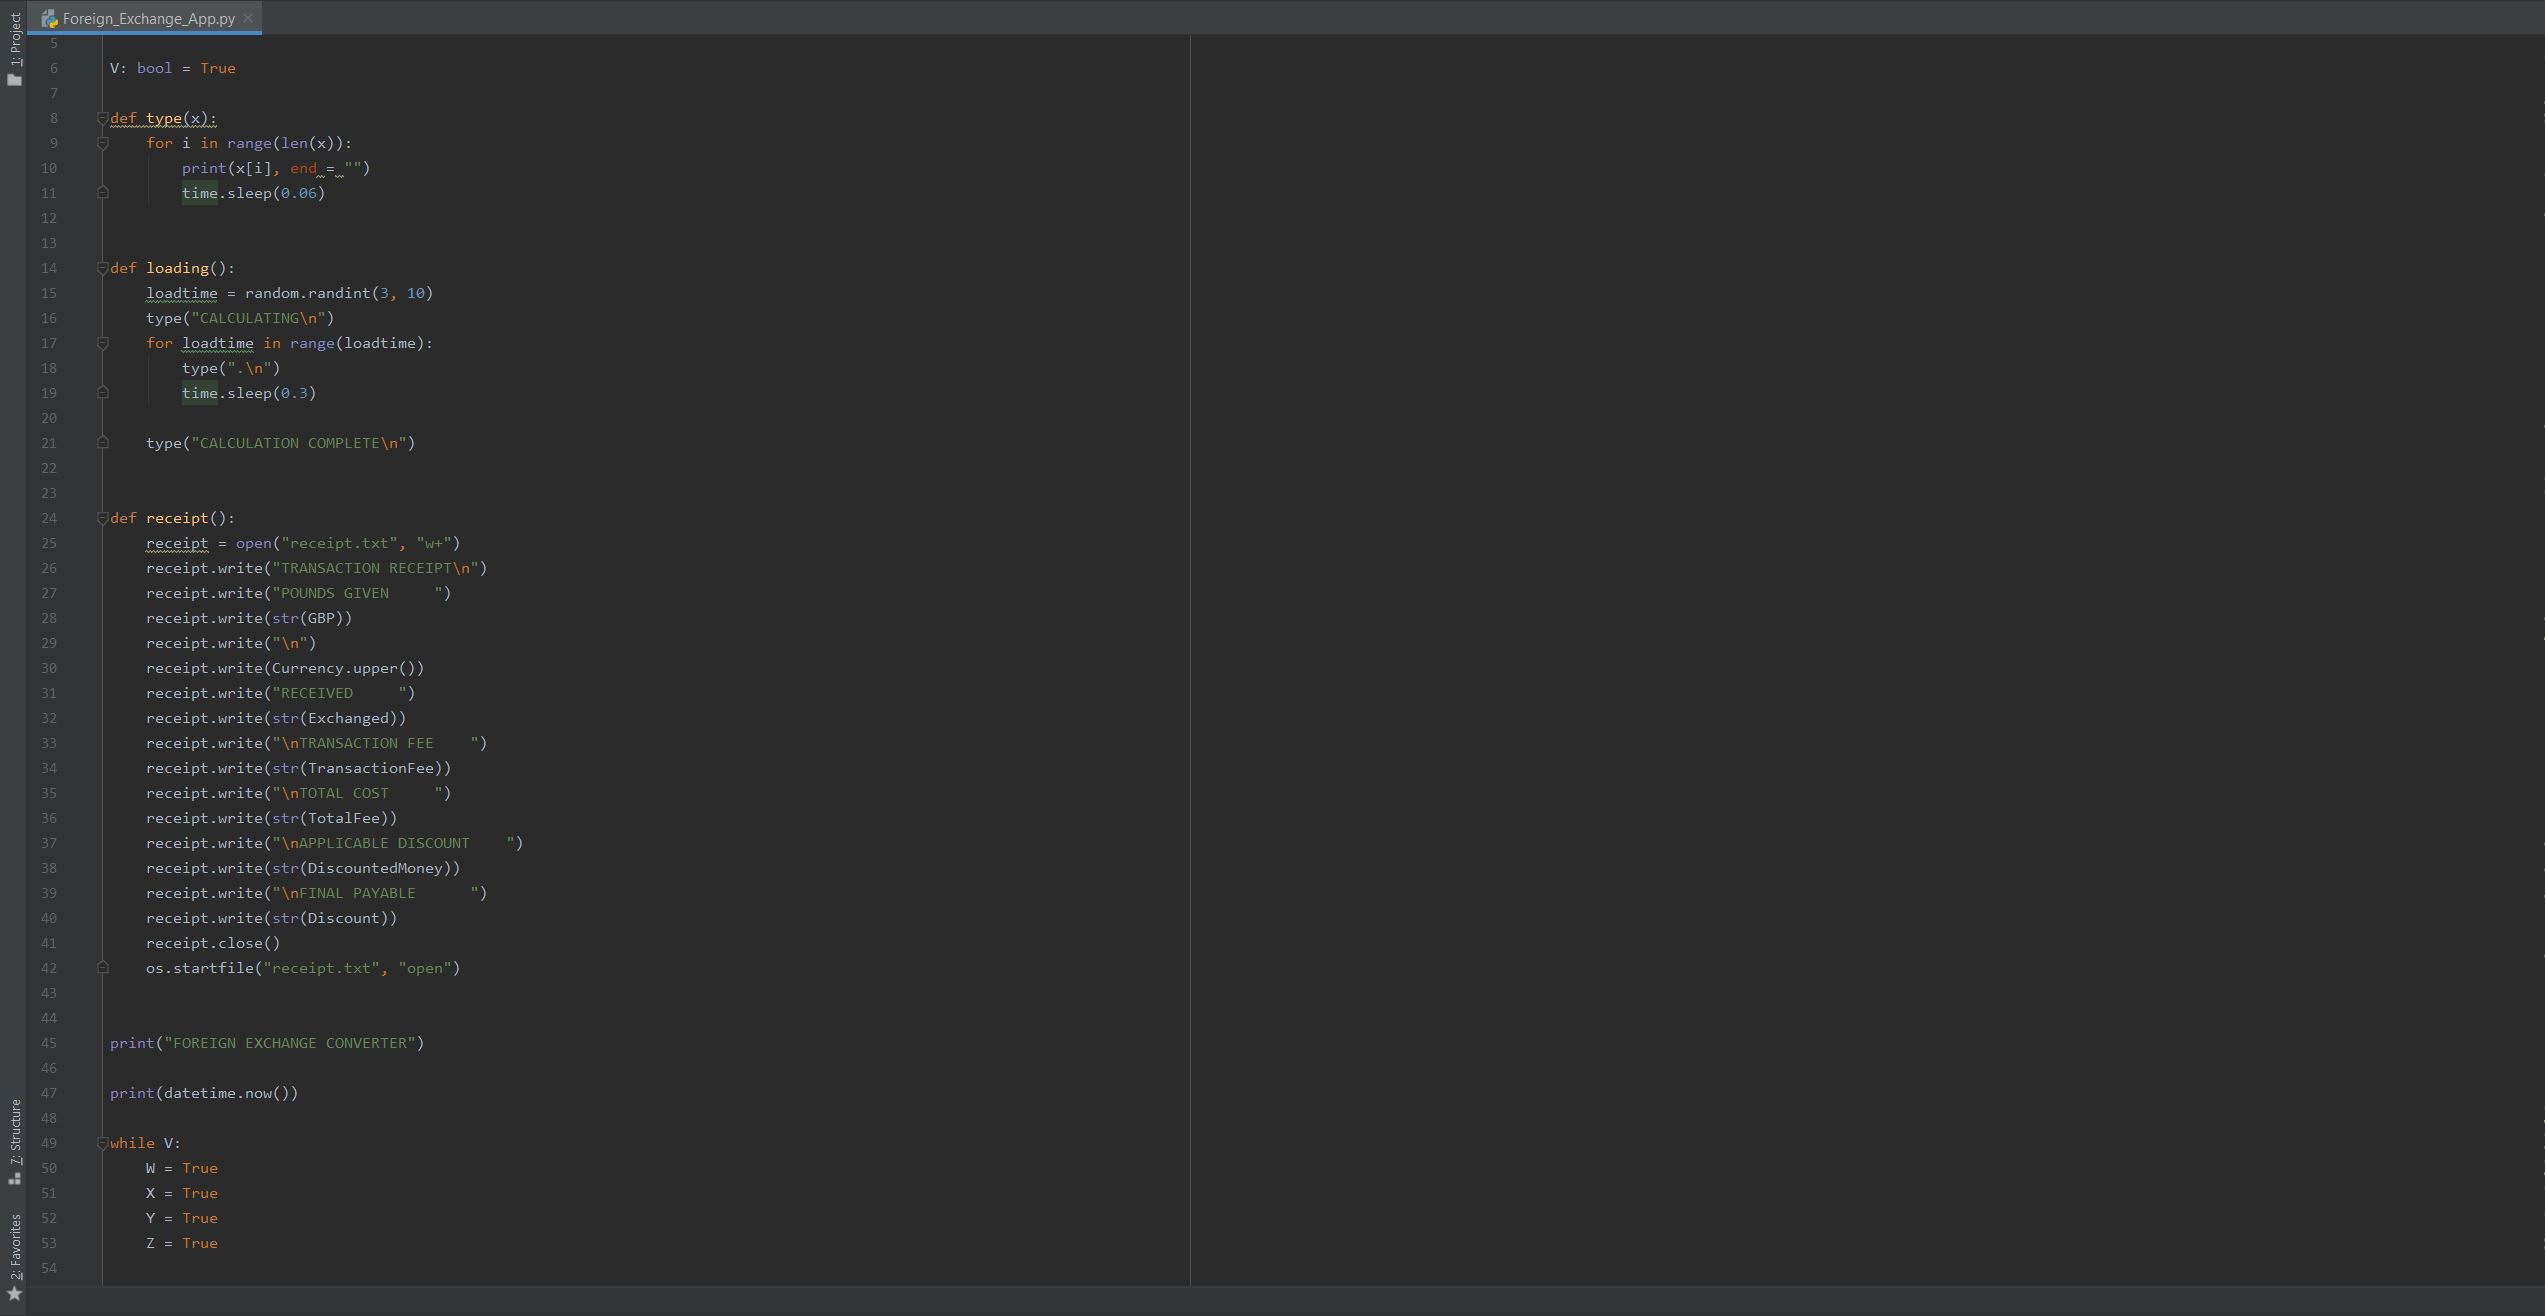 Foreign_Exchange_App.py
1: Project
5
6 V: bool = True
7
8 def type(x):
9     for i in range(len(x)):
10         print(x[i], end = "")
11         time.sleep(0.06)
12
13
14 def loading():
15     loadtime = random.randint(3, 10)
16     type("CALCULATING\n")
17     for loadtime in range(loadtime):
18         type(".\n")
19         time.sleep(0.3)
20
21     type("CALCULATION COMPLETE\n")
22
23
24 def receipt():
25     receipt = open("receipt.txt", "w+")
26     receipt.write("TRANSACTION RECEIPT\n")
27     receipt.write("POUNDS GIVEN     ")
28     receipt.write(str(GBP))
29     receipt.write("\n")
30     receipt.write(Currency.upper())
31     receipt.write("RECEIVED     ")
32     receipt.write(str(Exchanged))
33     receipt.write("\nTRANSACTION FEE    ")
34     receipt.write(str(TransactionFee))
35     receipt.write("\nTOTAL COST     ")
36     receipt.write(str(TotalFee))
37     receipt.write("\nAPPLICABLE DISCOUNT    ")
38     receipt.write(str(DiscountedMoney))
39     receipt.write("\nFINAL PAYABLE      ")
40     receipt.write(str(Discount))
41     receipt.close()
42     os.startfile("receipt.txt", "open")
43
44
45 print("FOREIGN EXCHANGE CONVERTER")
46
47 print(datetime.now())
48
49 while V:
50     W = True
51     X = True
52     Y = True
53     Z = True
54
7: Structure
2: Favorites